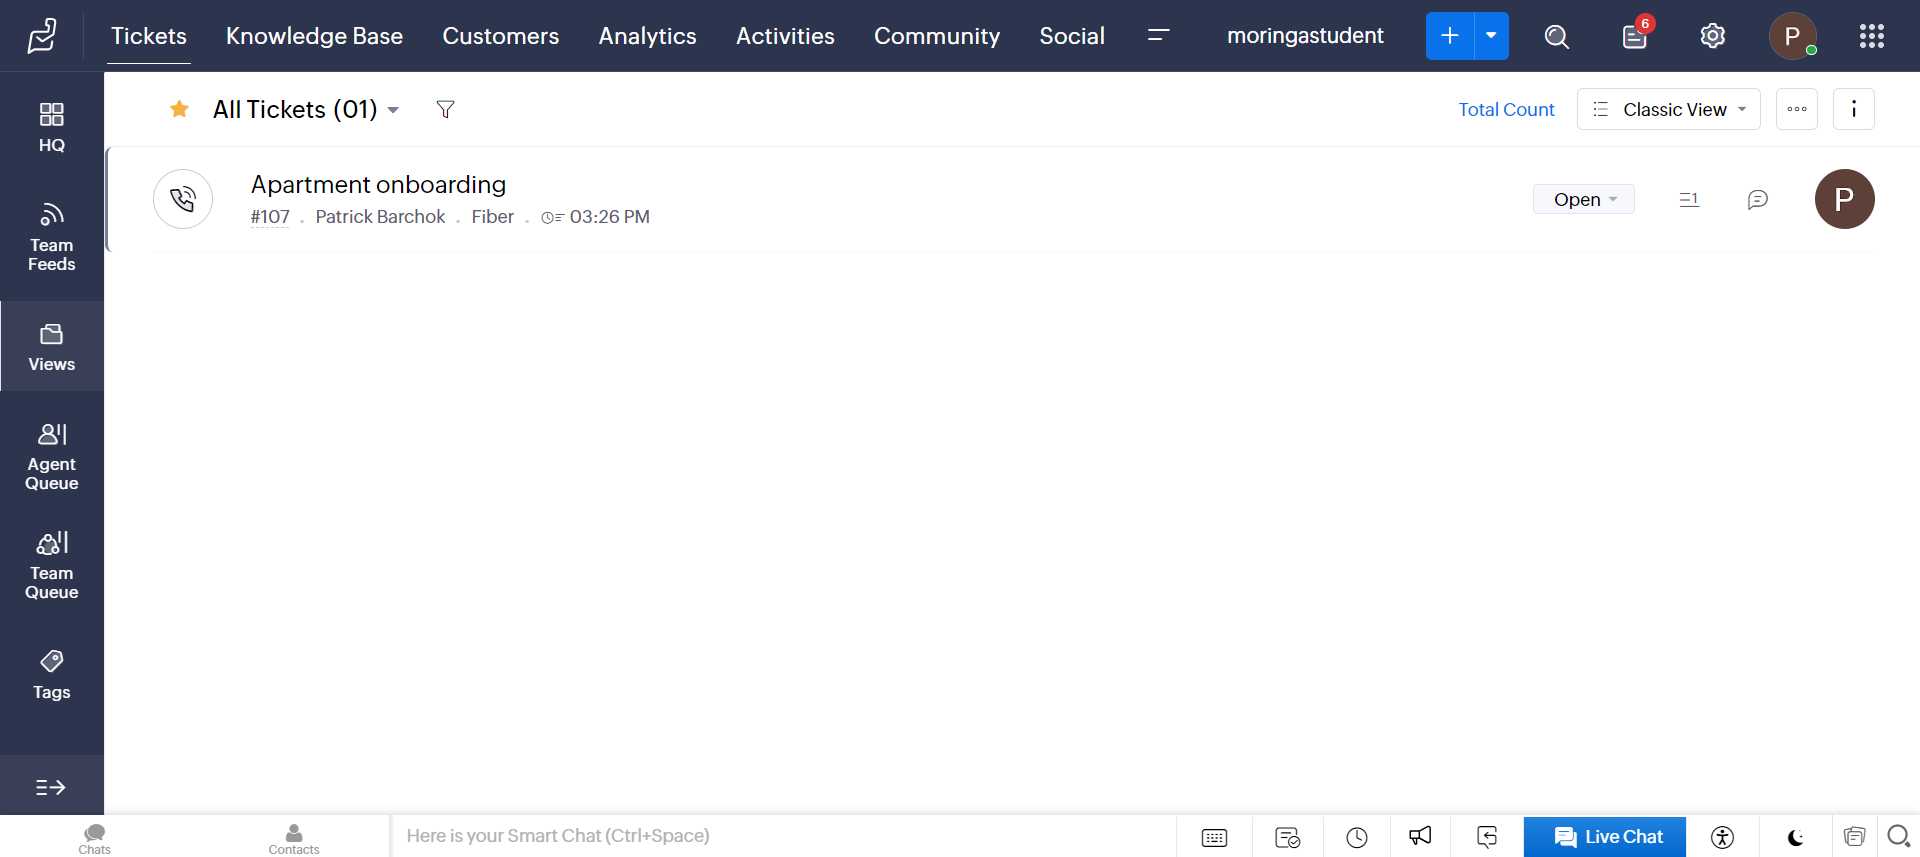 Tickets Knowledge Base Customers Analytics Activities Community Social moringastudent 6 P
All Tickets (01) Total Count Classic View
HQ
Team
Feeds
Views
Agent
Queue
Team
Queue
Tags
Apartment onboarding
#107 . Patrick Barchok . Fiber . 03:26 PM
Open 1 P
Chats Contacts Here is your Smart Chat (Ctrl+Space) Live Chat